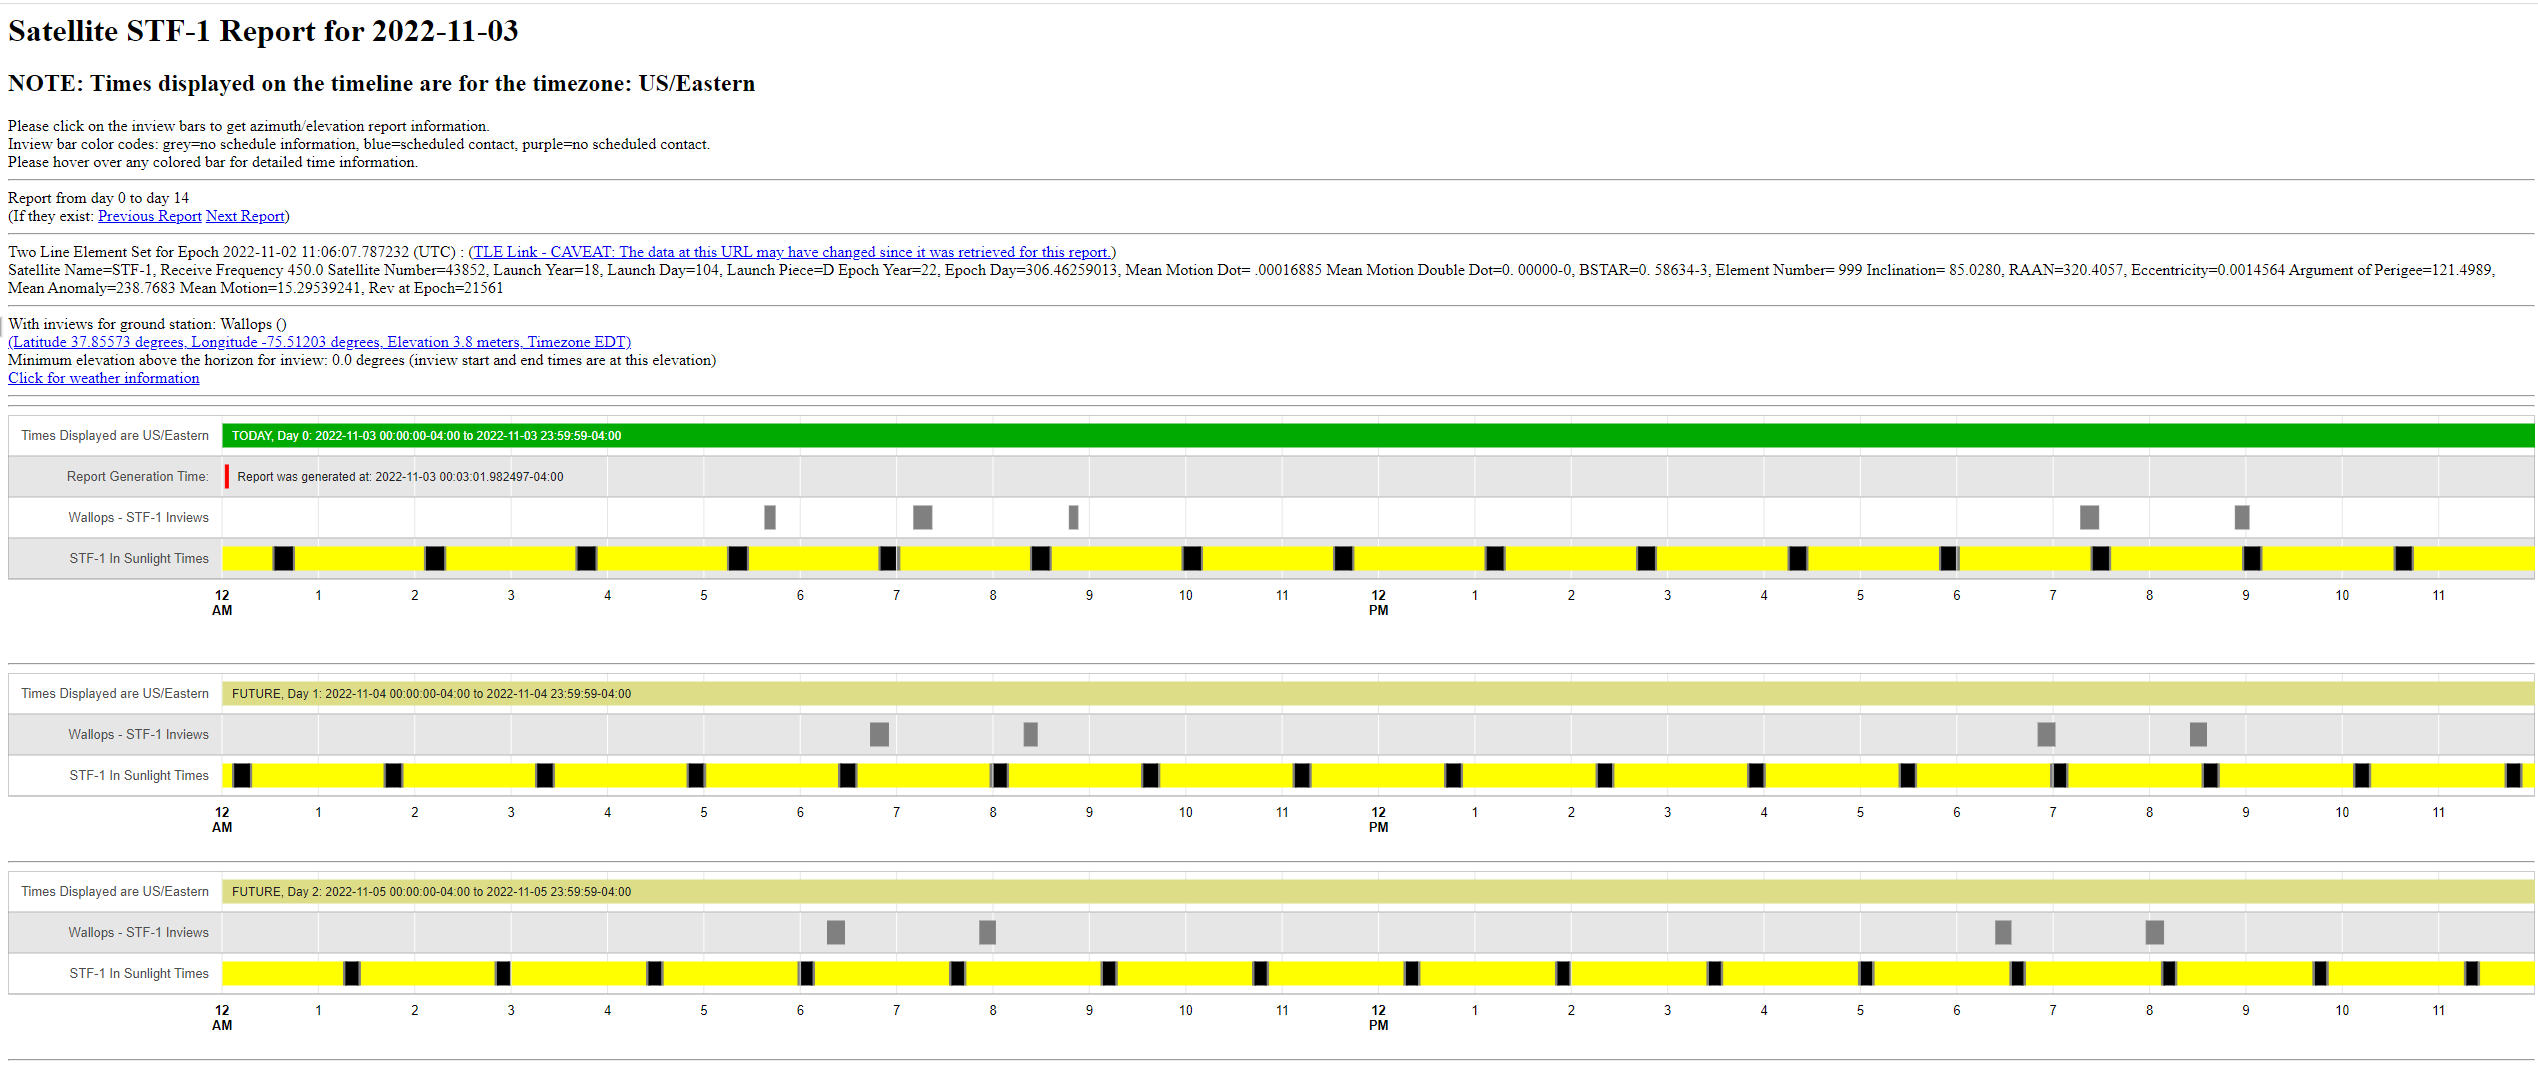 Satellite STF-1 Report for 2022-11-03
NOTE: Times displayed on the timeline are for the timezone: US/Eastern
Please click on the inview bars to get azimuth/elevation report information.
Inview bar color codes: grey=no schedule information, blue=scheduled contact, purple=no scheduled contact.
Please hover over any colored bar for detailed time information.
Report from day 0 to day 14
(If they exist: Previous Report Next Report)
Two Line Element Set for Epoch 2022-11-02 11:06:07.787232 (UTC) : (TLE Link - CAVEAT: The data at this URL may have changed since it was retrieved for this report.)
Satellite Name=STF-1, Receive Frequency 450.0 Satellite Number=43852, Launch Year=18, Launch Day=104, Launch Piece=D Epoch Year=22, Epoch Day=306.46259013, Mean Motion Dot= .00016885 Mean Motion Double Dot=0. 00000-0, BSTAR=0. 58634-3, Element Number= 999 Inclination= 85.0280, RAAN=320.4057, Eccentricity=0.0014564 Argument of Perigee=121.4989,
Mean Anomaly=238.7683 Mean Motion=15.29539241, Rev at Epoch=21561
With inviews for ground station: Wallops ()
(Latitude 37.85573 degrees, Longitude -75.51203 degrees, Elevation 3.8 meters, Timezone EDT)
Minimum elevation above the horizon for inview: 0.0 degrees (inview start and end times are at this elevation)
Click for weather information
Times Displayed are US/Eastern TODAY, Day 0: 2022-11-03 00:00:00-04:00 to 2022-11-03 23:59:59-04:00
Report Generation Time: Report was generated at: 2022-11-03 00:03:01.982497-04:00
Wallops - STF-1 Inviews
STF-1 In Sunlight Times
12 AM 1 2 3 4 5 6 7 8 9 10 11 12 PM 1 2 3 4 5 6 7 8 9 10 11
Times Displayed are US/Eastern FUTURE, Day 1: 2022-11-04 00:00:00-04:00 to 2022-11-04 23:59:59-04:00
Wallops - STF-1 Inviews
STF-1 In Sunlight Times
12 AM 1 2 3 4 5 6 7 8 9 10 11 12 PM 1 2 3 4 5 6 7 8 9 10 11
Times Displayed are US/Eastern FUTURE, Day 2: 2022-11-05 00:00:00-04:00 to 2022-11-05 23:59:59-04:00
Wallops - STF-1 Inviews
STF-1 In Sunlight Times
12 AM 1 2 3 4 5 6 7 8 9 10 11 12 PM 1 2 3 4 5 6 7 8 9 10 11